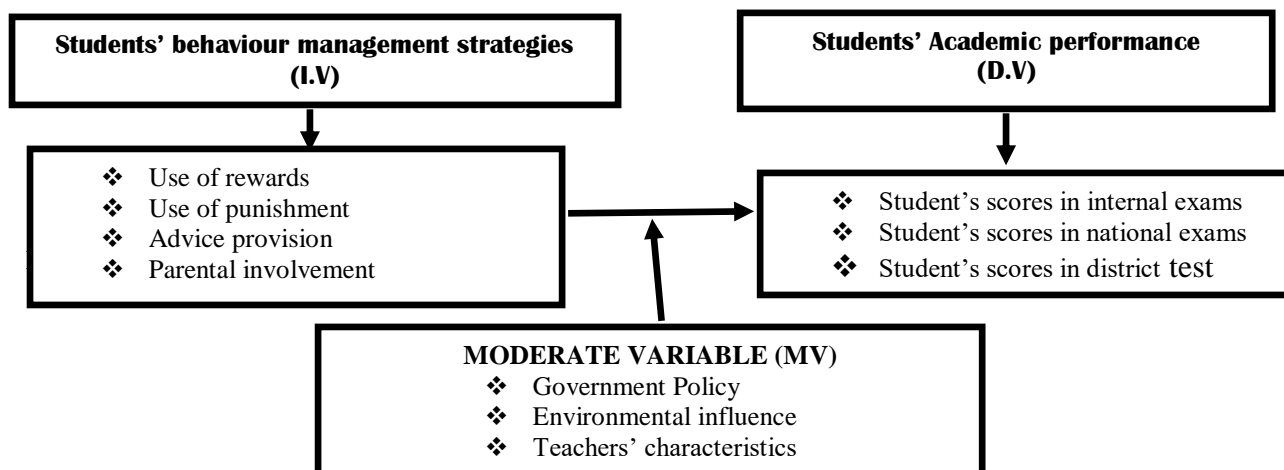 Students’ behaviour management strategies
(I.V)
Students’ Academic performance
(D.V)
❖ Use of rewards
❖ Use of punishment
❖ Advice provision
❖ Parental involvement
❖ Student’s scores in internal exams
❖ Student’s scores in national exams
❖ Student’s scores in district test
MODERATE VARIABLE (MV)
❖ Government Policy
❖ Environmental influence
❖ Teachers’ characteristics